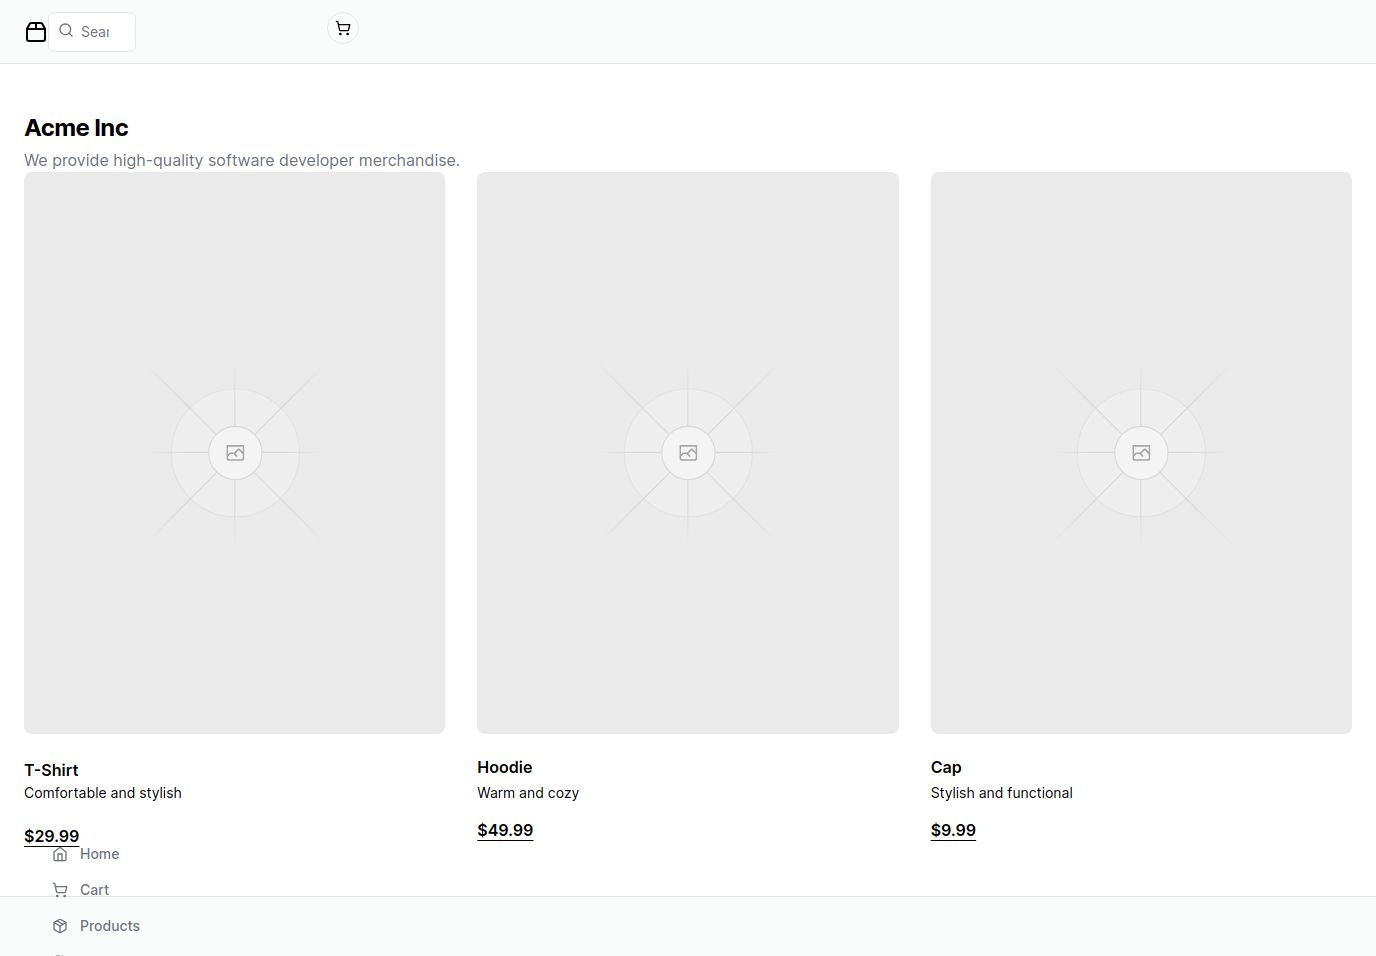 Sear
Acme Inc
We provide high-quality software developer merchandise.
T-Shirt
Comfortable and stylish
$29.99
Hoodie
Warm and cozy
$49.99
Cap
Stylish and functional
$9.99
Home
Cart
Products